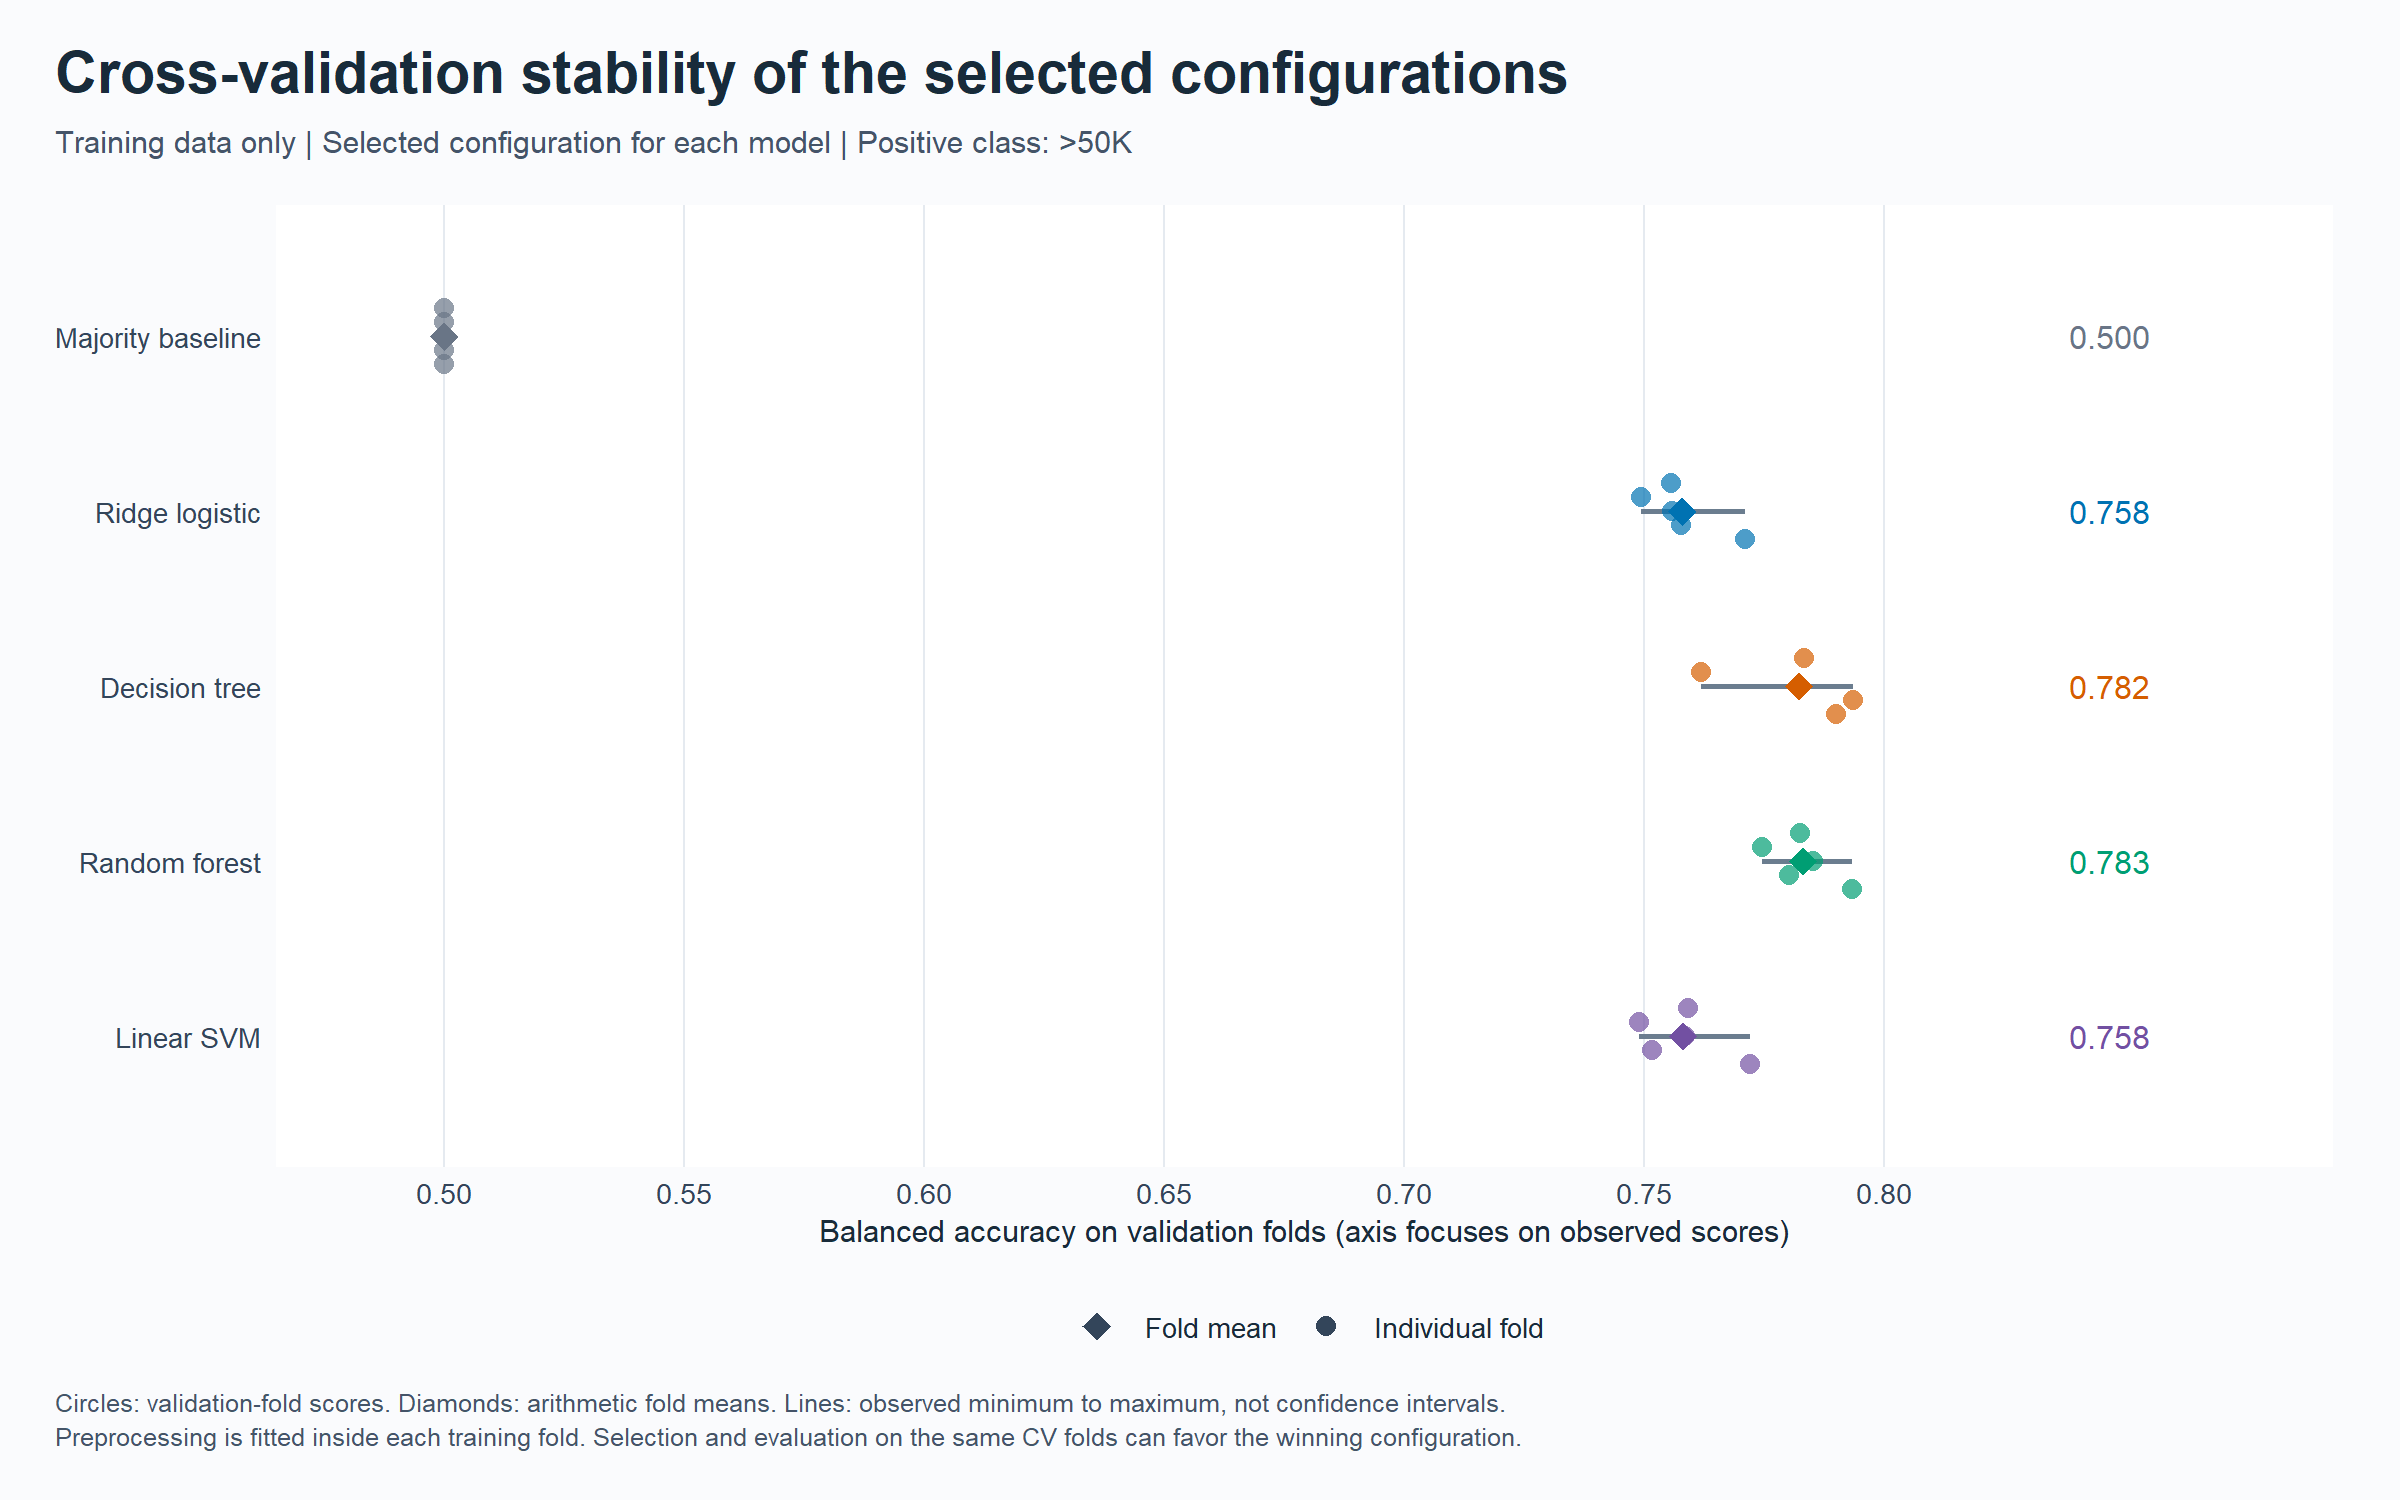 Cross-validation stability of the selected configurations
Training data only | Selected configuration for each model | Positive class: >50K
Majority baseline
0.500
Ridge logistic
0.758
Decision tree
0.782
Random forest
0.783
Linear SVM
0.758
0.50 0.55 0.60 0.65 0.70 0.75 0.80
Balanced accuracy on validation folds (axis focuses on observed scores)
Fold mean Individual fold
Circles: validation-fold scores. Diamonds: arithmetic fold means. Lines: observed minimum to maximum, not confidence intervals.
Preprocessing is fitted inside each training fold. Selection and evaluation on the same CV folds can favor the winning configuration.